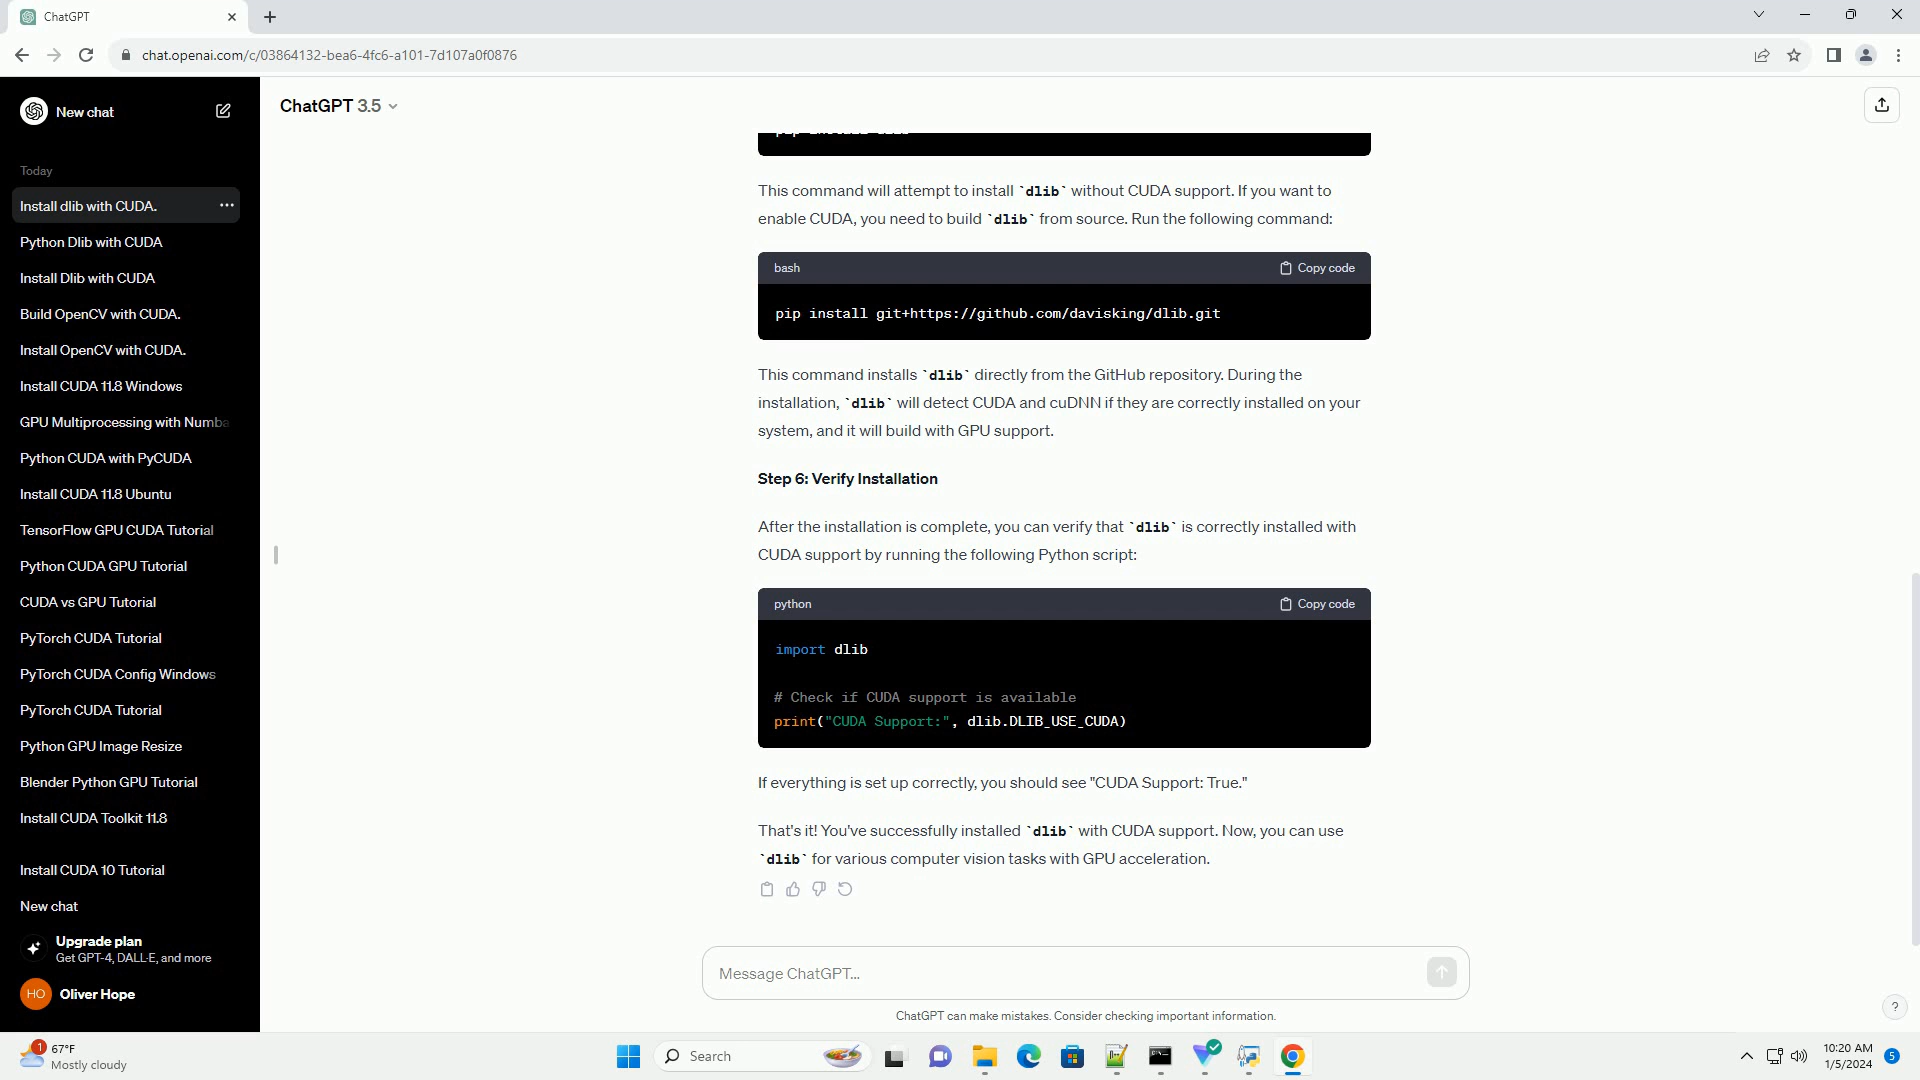 ChatGPT
chat.openai.com/c/03864132-bea6-4fc6-a101-7d107a0f0876
New chat
Today
Install dlib with CUDA.
Python Dlib with CUDA
Install Dlib with CUDA
Build OpenCV with CUDA.
Install OpenCV with CUDA.
Install CUDA 11.8 Windows
GPU Multiprocessing with Numba
Python CUDA with PyCUDA
Install CUDA 11.8 Ubuntu
TensorFlow GPU CUDA Tutorial
Python CUDA GPU Tutorial
CUDA vs GPU Tutorial
PyTorch CUDA Tutorial
PyTorch CUDA Config Windows
PyTorch CUDA Tutorial
Python GPU Image Resize
Blender Python GPU Tutorial
Install CUDA Toolkit 11.8
Install CUDA 10 Tutorial
New chat
Upgrade plan
Get GPT-4, DALL·E, and more
HO Oliver Hope
ChatGPT 3.5
This command will attempt to install `dlib` without CUDA support. If you want to
enable CUDA, you need to build `dlib` from source. Run the following command:
bash Copy code
pip install git+https://github.com/davisking/dlib.git
This command installs `dlib` directly from the GitHub repository. During the
installation, `dlib` will detect CUDA and cuDNN if they are correctly installed on your
system, and it will build with GPU support.
Step 6: Verify Installation
After the installation is complete, you can verify that `dlib` is correctly installed with
CUDA support by running the following Python script:
python Copy code
import dlib
# Check if CUDA support is available
print("CUDA Support:", dlib.DLIB_USE_CUDA)
If everything is set up correctly, you should see "CUDA Support: True."
That's it! You've successfully installed `dlib` with CUDA support. Now, you can use
`dlib` for various computer vision tasks with GPU acceleration.
Message ChatGPT...
ChatGPT can make mistakes. Consider checking important information.
?
1
67°F
Mostly cloudy
Search
10:20 AM
1/5/2024
5